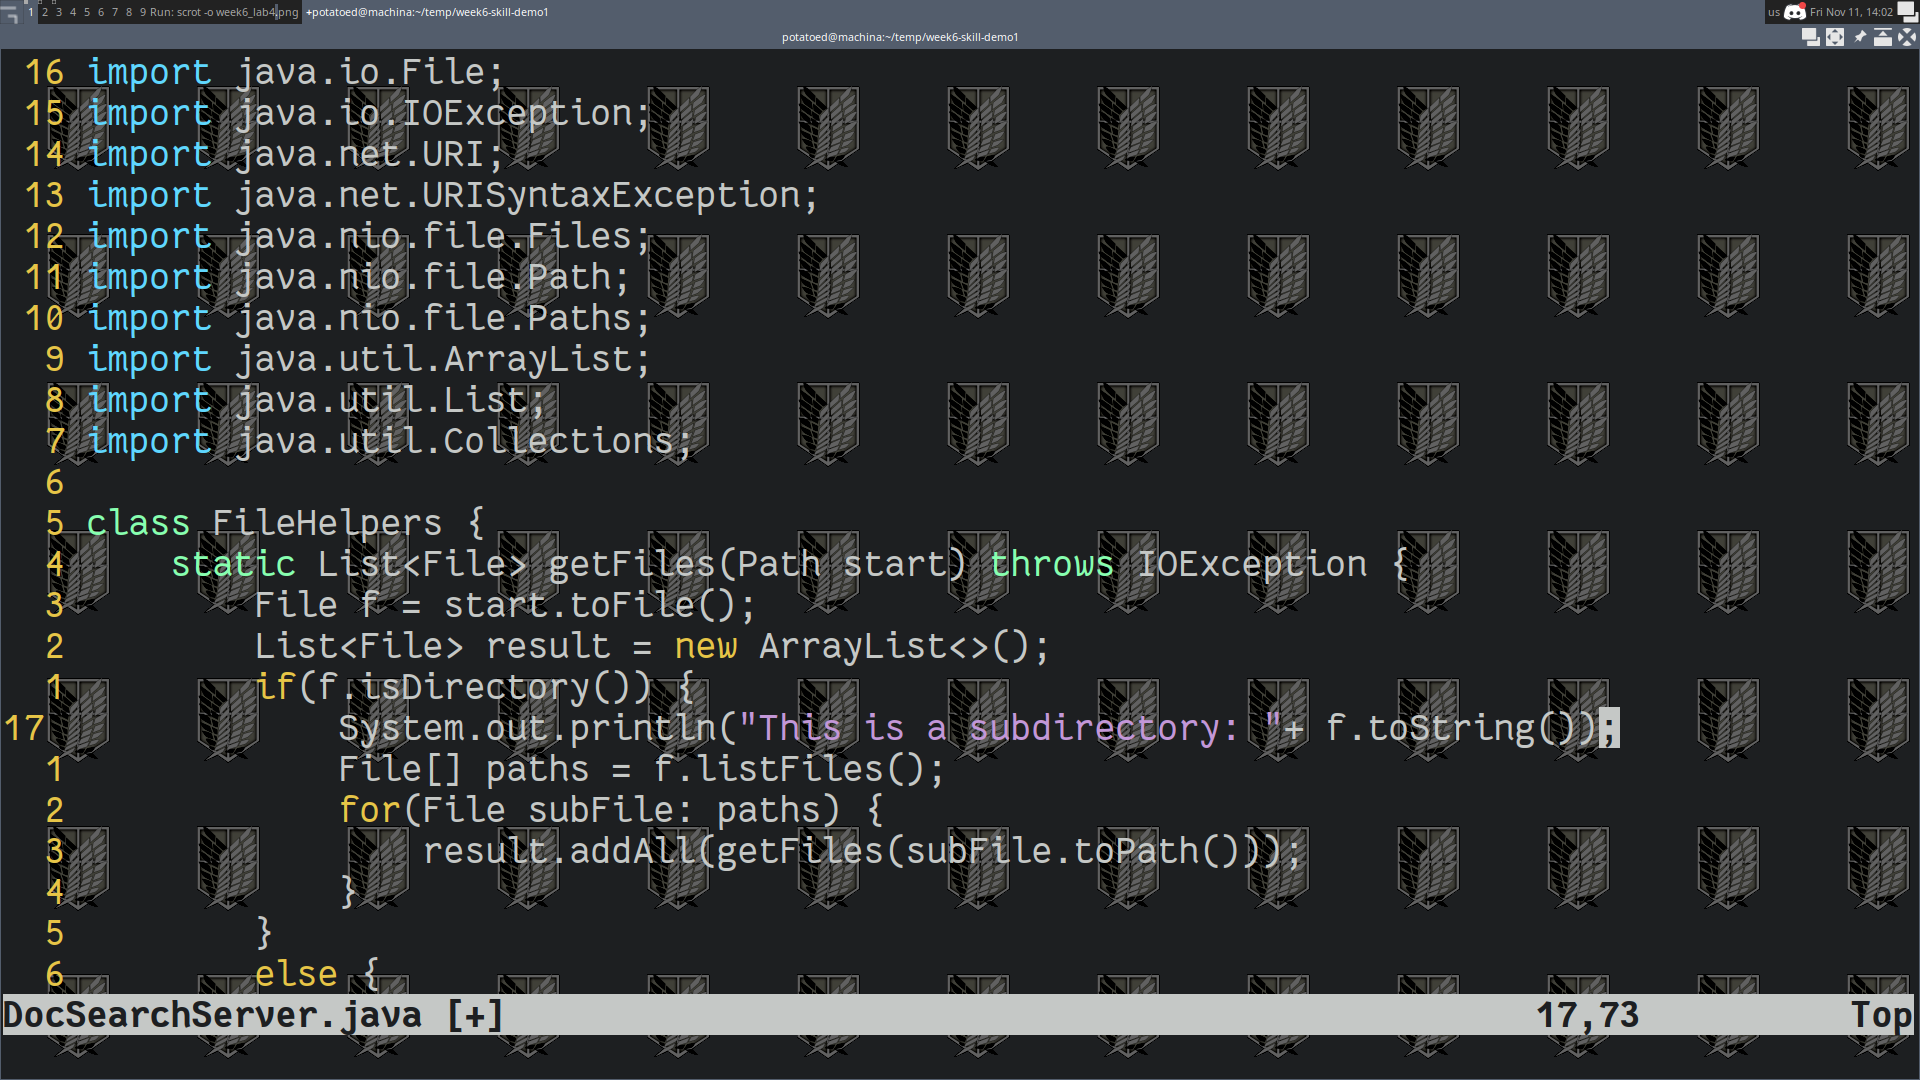 1 2 3 4 5 6 7 8 9 Run: scrot -o week6_lab4.png +potatoed@machina:~/temp/week6-skill-demo1 us Fri Nov 11, 14:02
potatoed@machina:~/temp/week6-skill-demo1
16 import java.io.File;
15 import java.io.IOException;
14 import java.net.URI;
13 import java.net.URISyntaxException;
12 import java.nio.file.Files;
11 import java.nio.file.Path;
10 import java.nio.file.Paths;
9 import java.util.ArrayList;
8 import java.util.List;
7 import java.util.Collections;
6
5 class FileHelpers {
4     static List<File> getFiles(Path start) throws IOException {
3         File f = start.toFile();
2         List<File> result = new ArrayList<>();
1         if(f.isDirectory()) {
17             System.out.println("This is a subdirectory: "+ f.toString());
1             File[] paths = f.listFiles();
2             for(File subFile: paths) {
3                 result.addAll(getFiles(subFile.toPath()));
4             }
5         }
6         else {
DocSearchServer.java [+] 17,73 Top